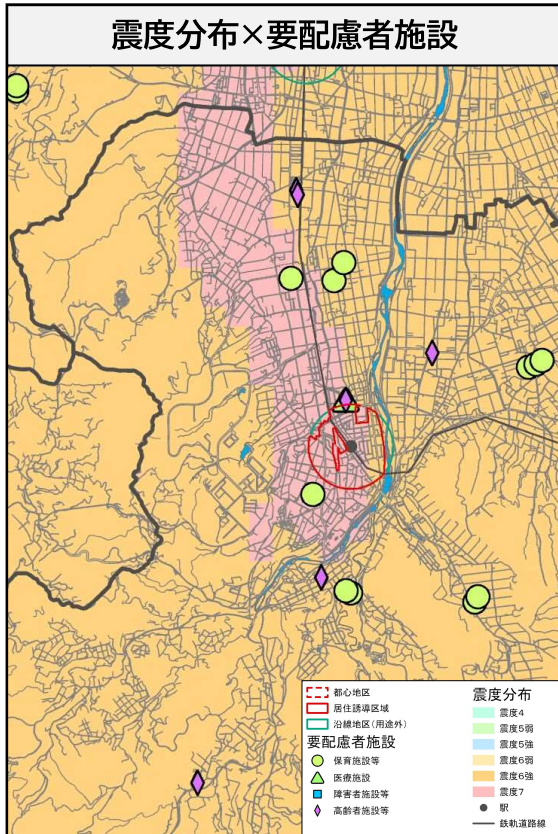 震度分布×要配慮者施設
都心地区
居住誘導区域
沿線地区(用途外)
要配慮者施設
保育施設等
医療施設
障害者施設等
高齢者施設等
震度分布
震度4
震度5弱
震度5強
震度6弱
震度6強
震度7
駅
鉄軌道路線